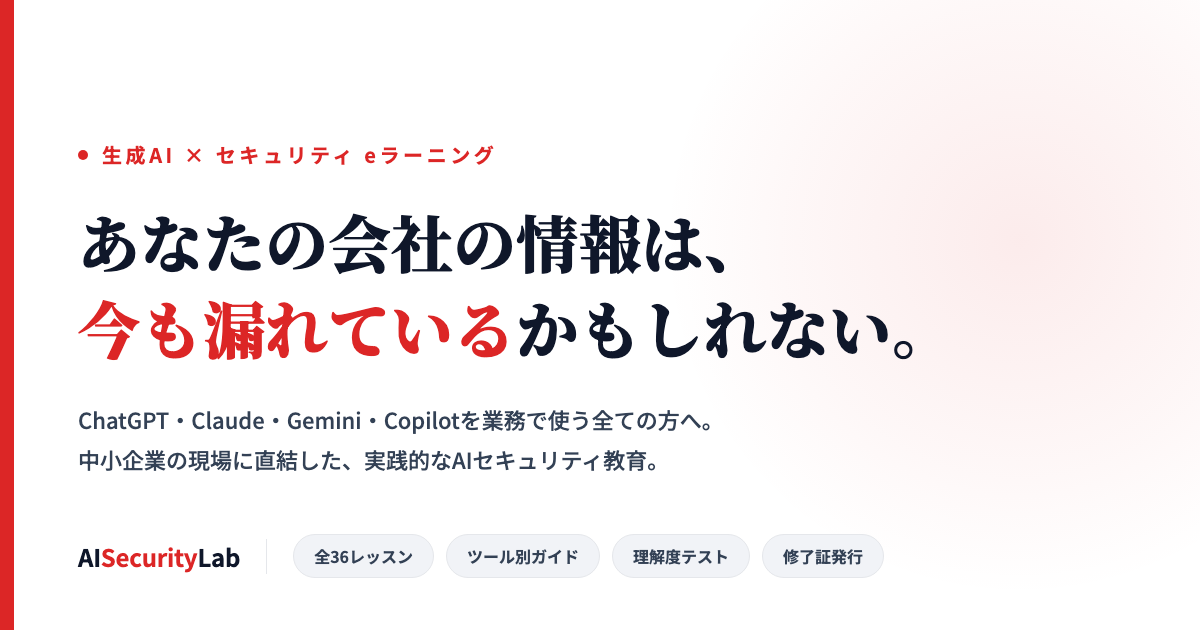 生成AI × セキュリティ eラーニング
あなたの会社の情報は、
今も漏れているかもしれない。
ChatGPT・Claude・Gemini・Copilotを業務で使う全ての方へ。
中小企業の現場に直結した、実践的なAIセキュリティ教育。
AISecurityLab 全36レッスン ツール別ガイド 理解度テスト 修了証発行